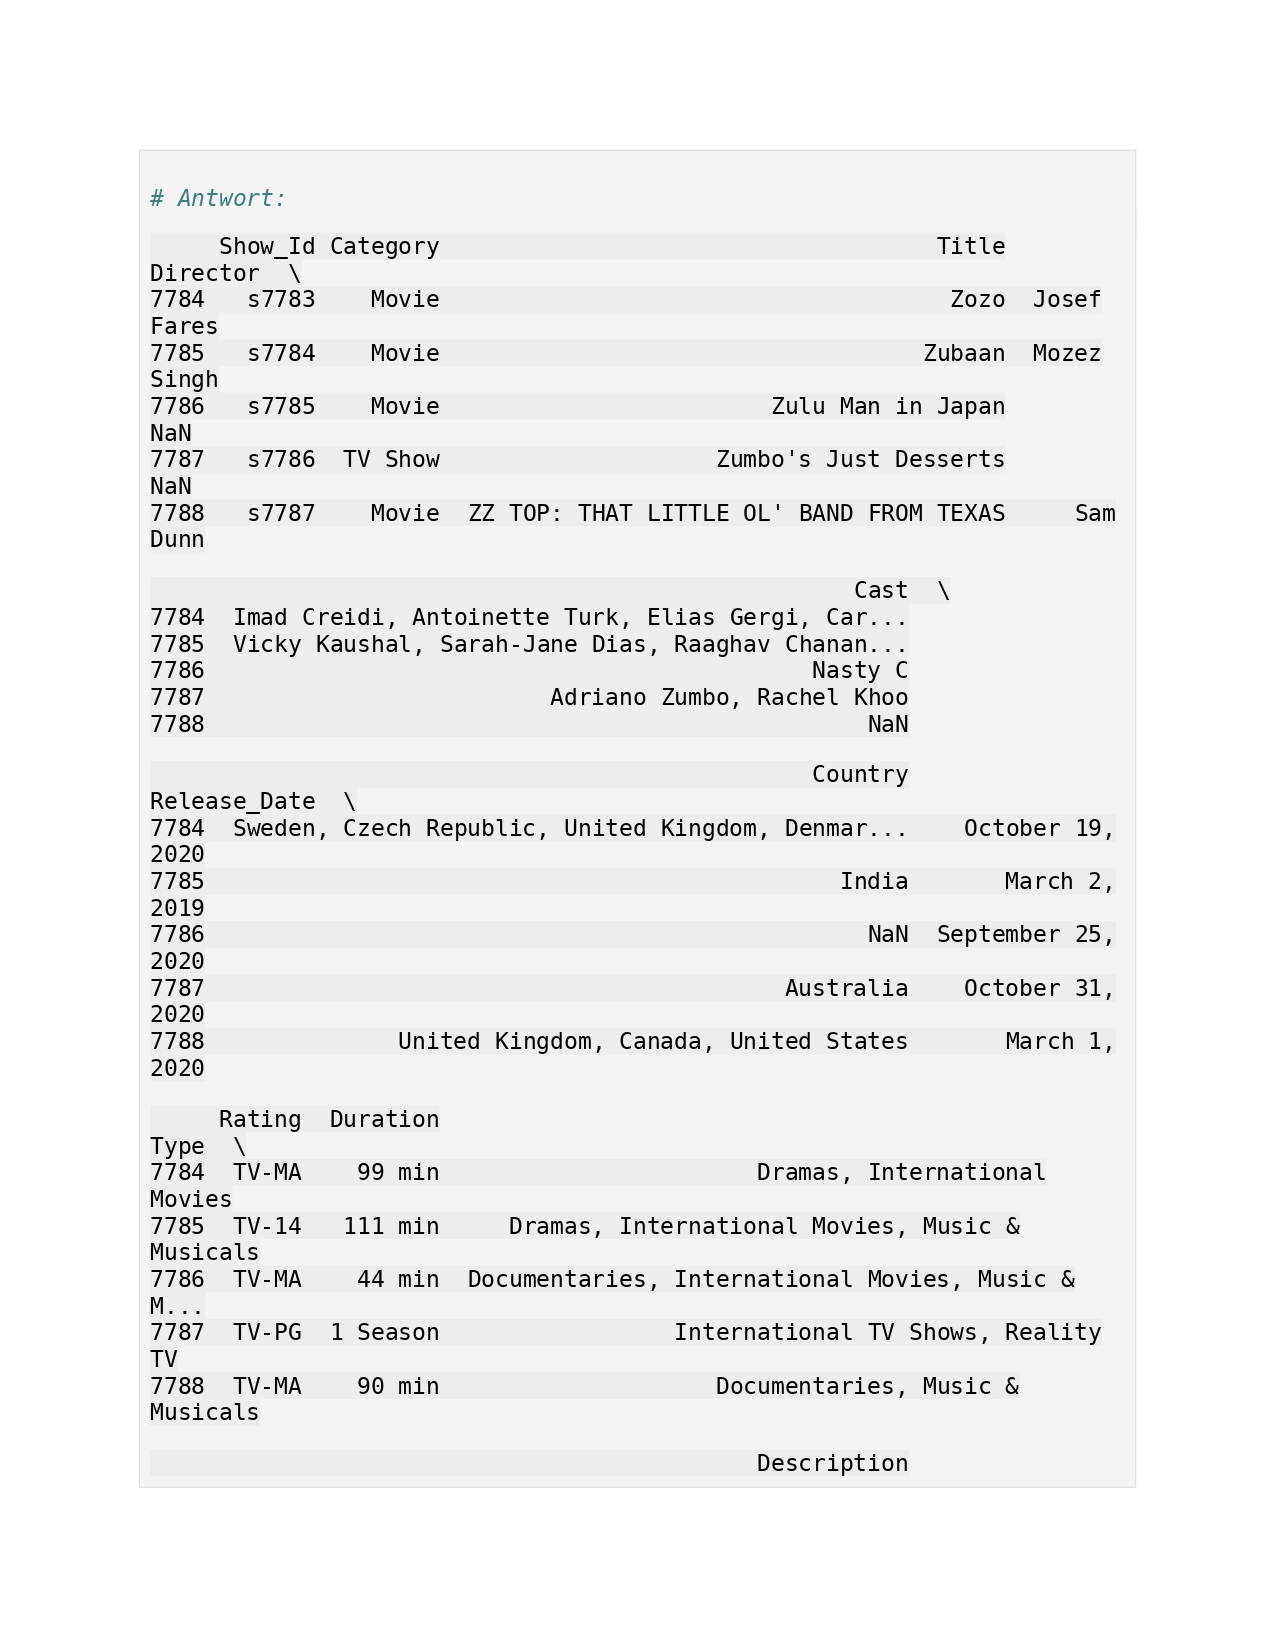 # Antwort:
Show_Id Category Title
Director \
7784 s7783 Movie Zozo Josef
Fares
7785 s7784 Movie Zubaan Mozez
Singh
7786 s7785 Movie Zulu Man in Japan
NaN
7787 s7786 TV Show Zumbo's Just Desserts
NaN
7788 s7787 Movie ZZ TOP: THAT LITTLE OL' BAND FROM TEXAS Sam
Dunn
Cast \
7784 Imad Creidi, Antoinette Turk, Elias Gergi, Car...
7785 Vicky Kaushal, Sarah-Jane Dias, Raaghav Chanan...
7786 Nasty C
7787 Adriano Zumbo, Rachel Khoo
7788 NaN
Country
Release_Date \
7784 Sweden, Czech Republic, United Kingdom, Denmar... October 19,
2020
7785 India March 2,
2019
7786 NaN September 25,
2020
7787 Australia October 31,
2020
7788 United Kingdom, Canada, United States March 1,
2020
Rating Duration
Type \
7784 TV-MA 99 min Dramas, International
Movies
7785 TV-14 111 min Dramas, International Movies, Music &
Musicals
7786 TV-MA 44 min Documentaries, International Movies, Music &
M...
7787 TV-PG 1 Season International TV Shows, Reality
TV
7788 TV-MA 90 min Documentaries, Music &
Musicals
Description